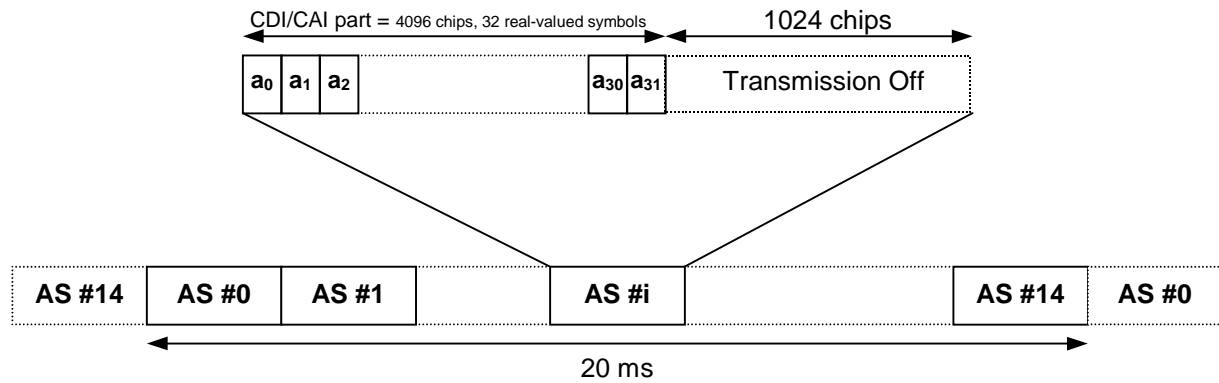 CDI/CAI part = 4096 chips, 32 real-valued symbols
1024 chips
a0 a1 a2 a30 a31 Transmission Off
AS #14 AS #0 AS #1 AS #i AS #14 AS #0
20 ms